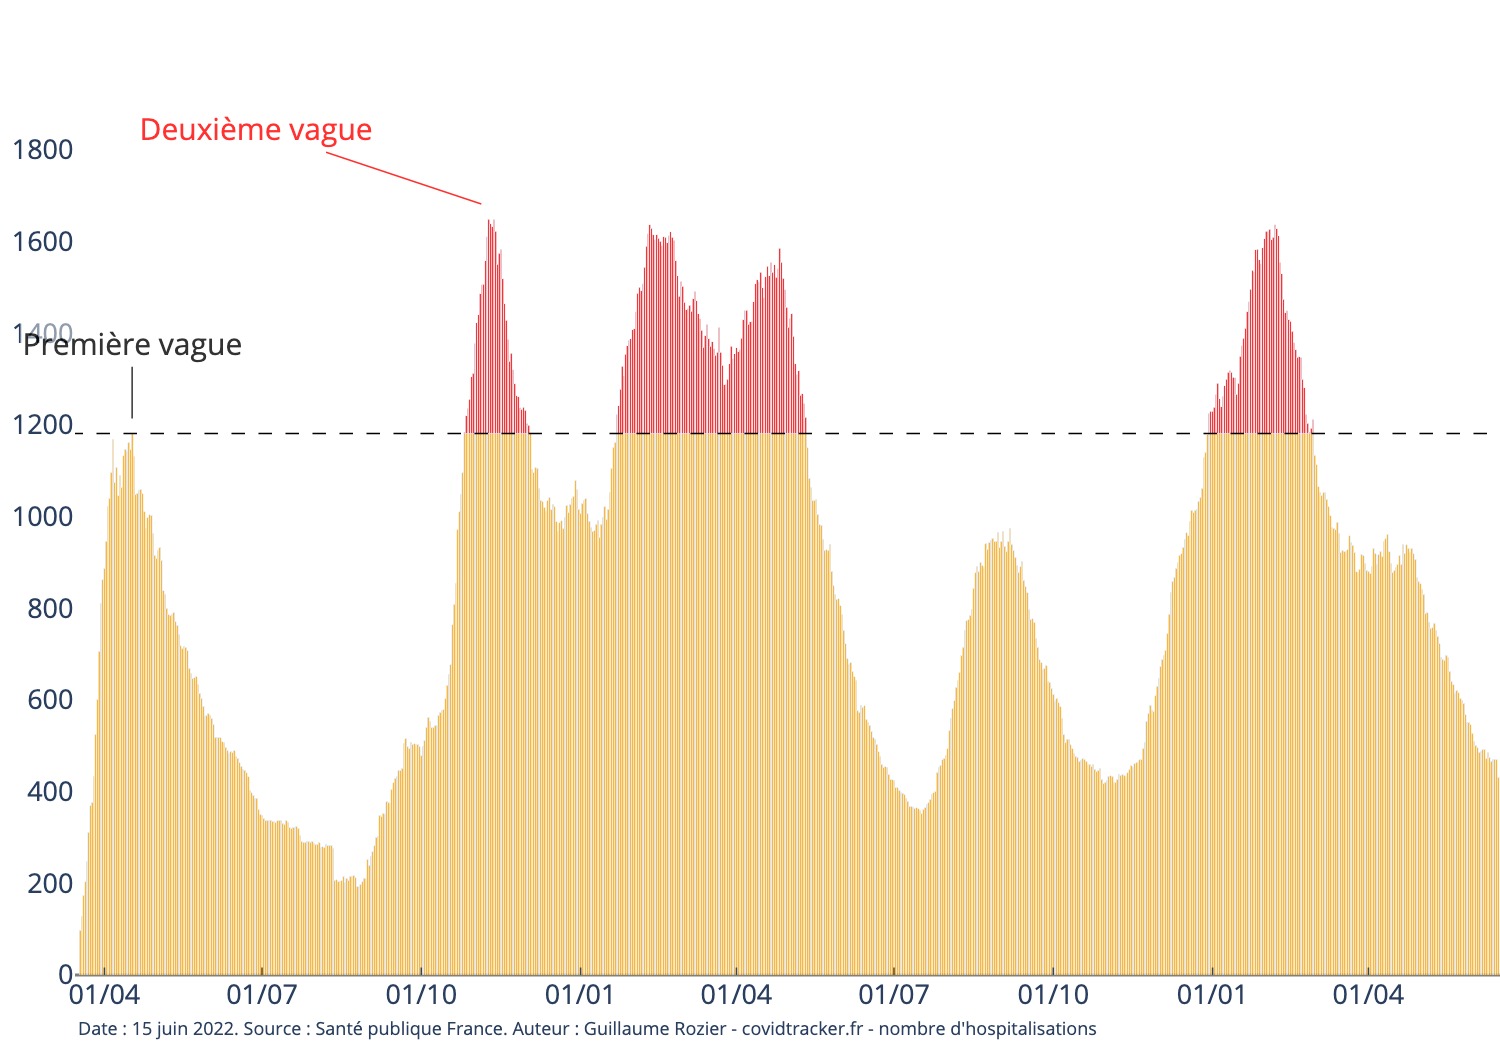 Deuxième vague
1800
1600
1400
Première vague
1200
1000
800
600
400
200
0
01/04 01/07 01/10 01/01 01/04 01/07 01/10 01/01 01/04
Date : 15 juin 2022. Source : Santé publique France. Auteur : Guillaume Rozier - covidtracker.fr - nombre d'hospitalisations